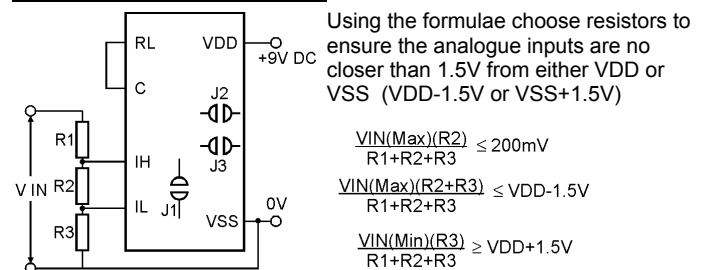 RL
VDD
+9V DC
C
J2
J3
R1
IH
V IN
R2
IL
J1
0V
VSS
R3
Using the formulae choose resistors to
ensure the analogue inputs are no
closer than 1.5V from either VDD or
VSS (VDD-1.5V or VSS+1.5V)
VIN(Max)(R2)
R1+R2+R3
≤ 200mV
VIN(Max)(R2+R3)
R1+R2+R3
≤ VDD-1.5V
VIN(Min)(R3)
R1+R2+R3
≥ VDD+1.5V